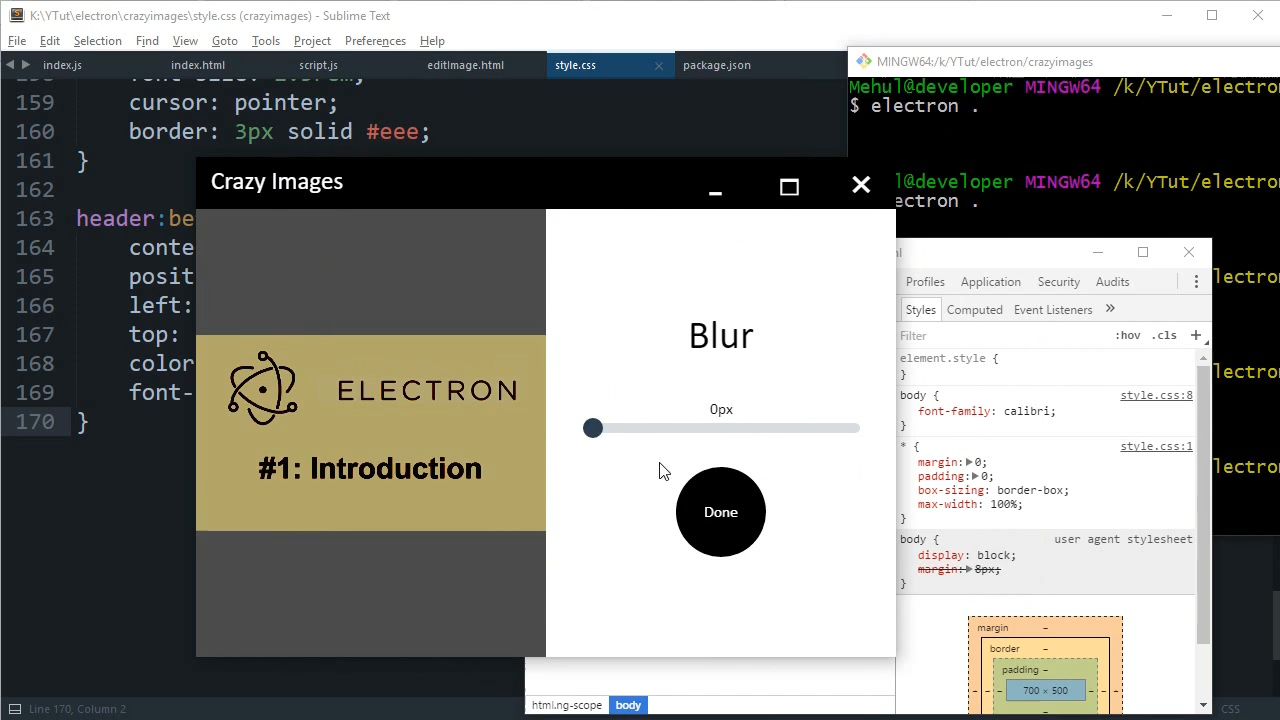 K:\YTut\electron\crazyimages\style.css (crazyimages) - Sublime Text
File Edit Selection Find View Goto Tools Project Preferences Help
index.js index.html script.js editImage.html style.css package.json
159 cursor: pointer;
160 border: 3px solid #eee;
161 }
162
163 header:be
164 conte
165 posit
166 left:
167 top:
168 color
169 font-
170 }
Line 170, Column 2
CSS
MINGW64:/k/YTut/electron/crazyimages
Mehul@developer MINGW64 /k/YTut/electron
$ electron .
l@developer MINGW64 /k/YTut/electron
ectron .
lectron
lectron
lectron
Crazy Images
ELECTRON
#1: Introduction
Blur
0px
Done
Profiles Application Security Audits
Styles Computed Event Listeners
Filter :hov .cls +
element.style {
}
body { style.css:8
font-family: calibri;
}
* { style.css:1
margin: 0;
padding: 0;
box-sizing: border-box;
max-width: 100%;
}
body { user agent stylesheet
display: block;
margin: 8px;
}
margin –
border –
padding –
– – – 700 × 500 – – –
html.ng-scope body